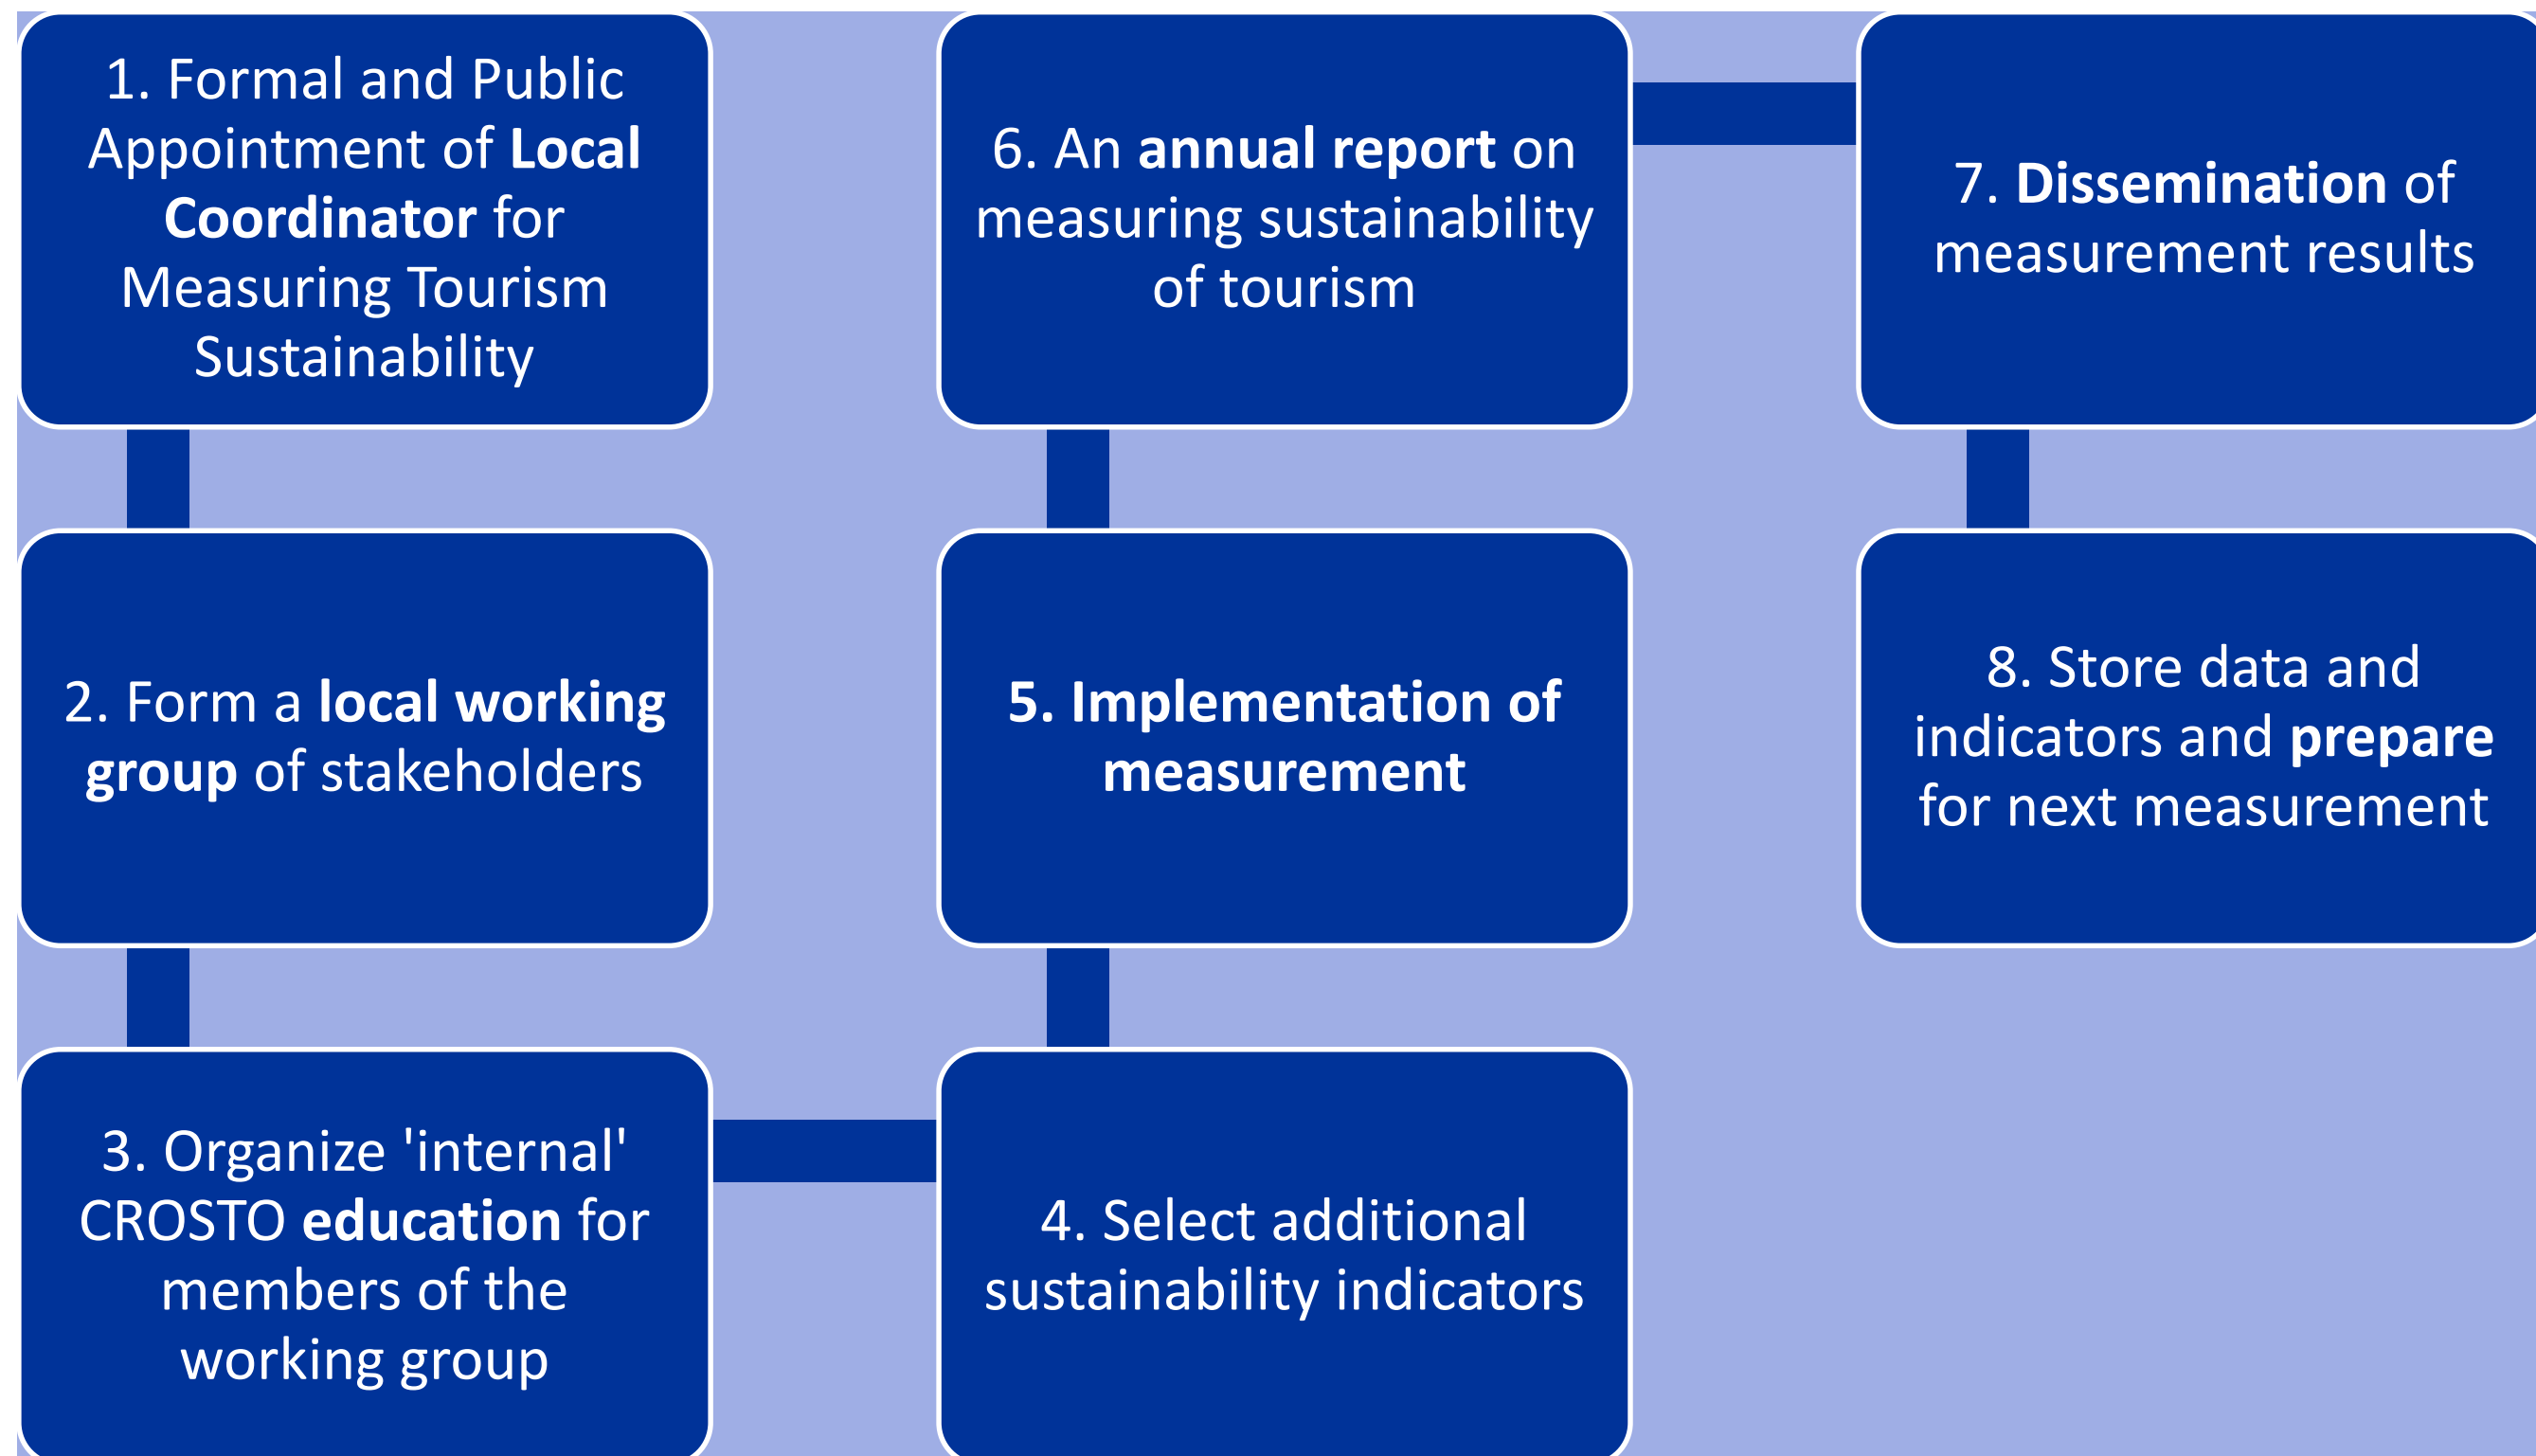 1. Formal and Public
Appointment of Local
Coordinator for
Measuring Tourism
Sustainability
2. Form a local working
group of stakeholders
3. Organize 'internal'
CROSTO education for
members of the
working group
4. Select additional
sustainability indicators
5. Implementation of
measurement
6. An annual report on
measuring sustainability
of tourism
7. Dissemination of
measurement results
8. Store data and
indicators and prepare
for next measurement